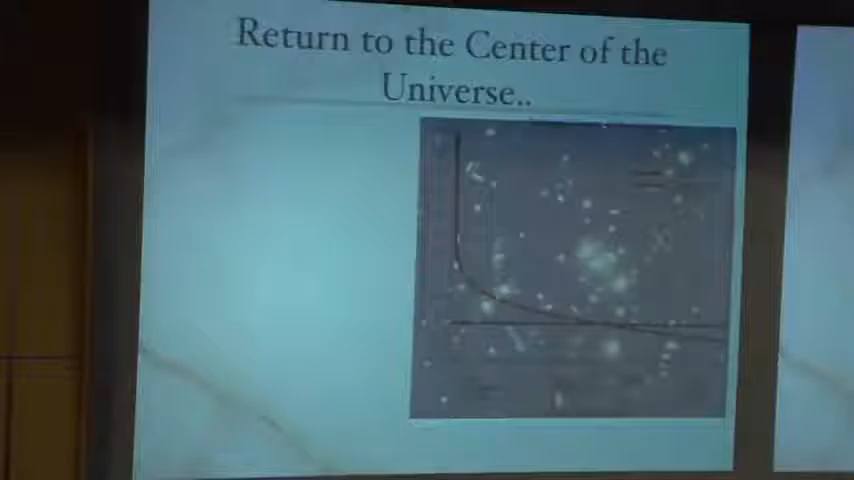 Return to the Center of the
Universe..